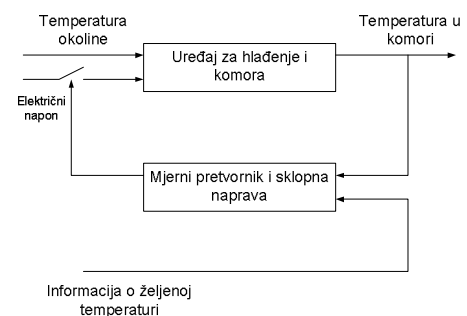 Temperatura
okoline
Temperatura u
komori
Uređaj za hlađenje i
komora
Električni
napon
Mjerni pretvornik i sklopna
naprava
Informacija o željenoj
temperaturi